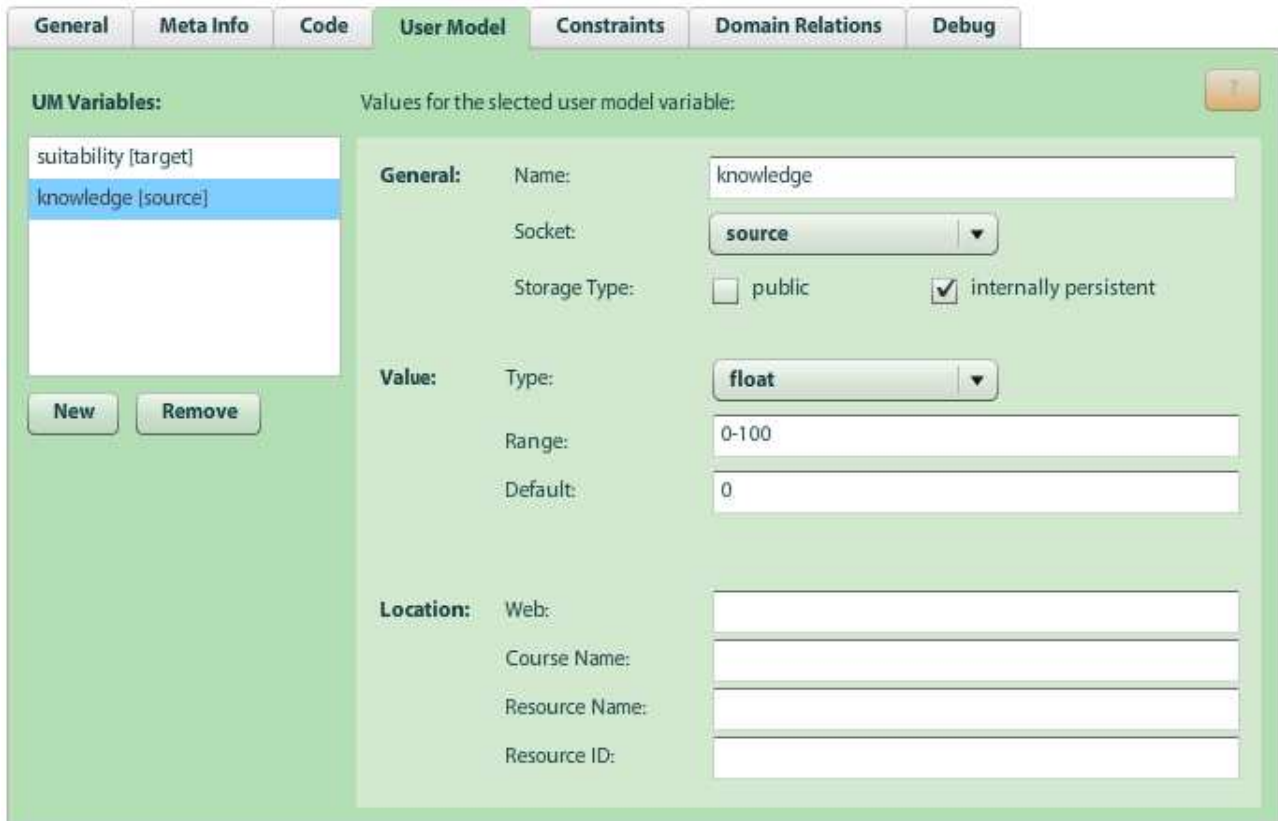 General Meta Info Code User Model Constraints Domain Relations Debug
UM Variables:
Values for the slected user model variable:
?
suitability [target]
knowledge [source]
New Remove
General: Name: knowledge
Socket: source
Storage Type: public internally persistent
Value: Type: float
Range: 0-100
Default: 0
Location: Web:
Course Name:
Resource Name:
Resource ID: